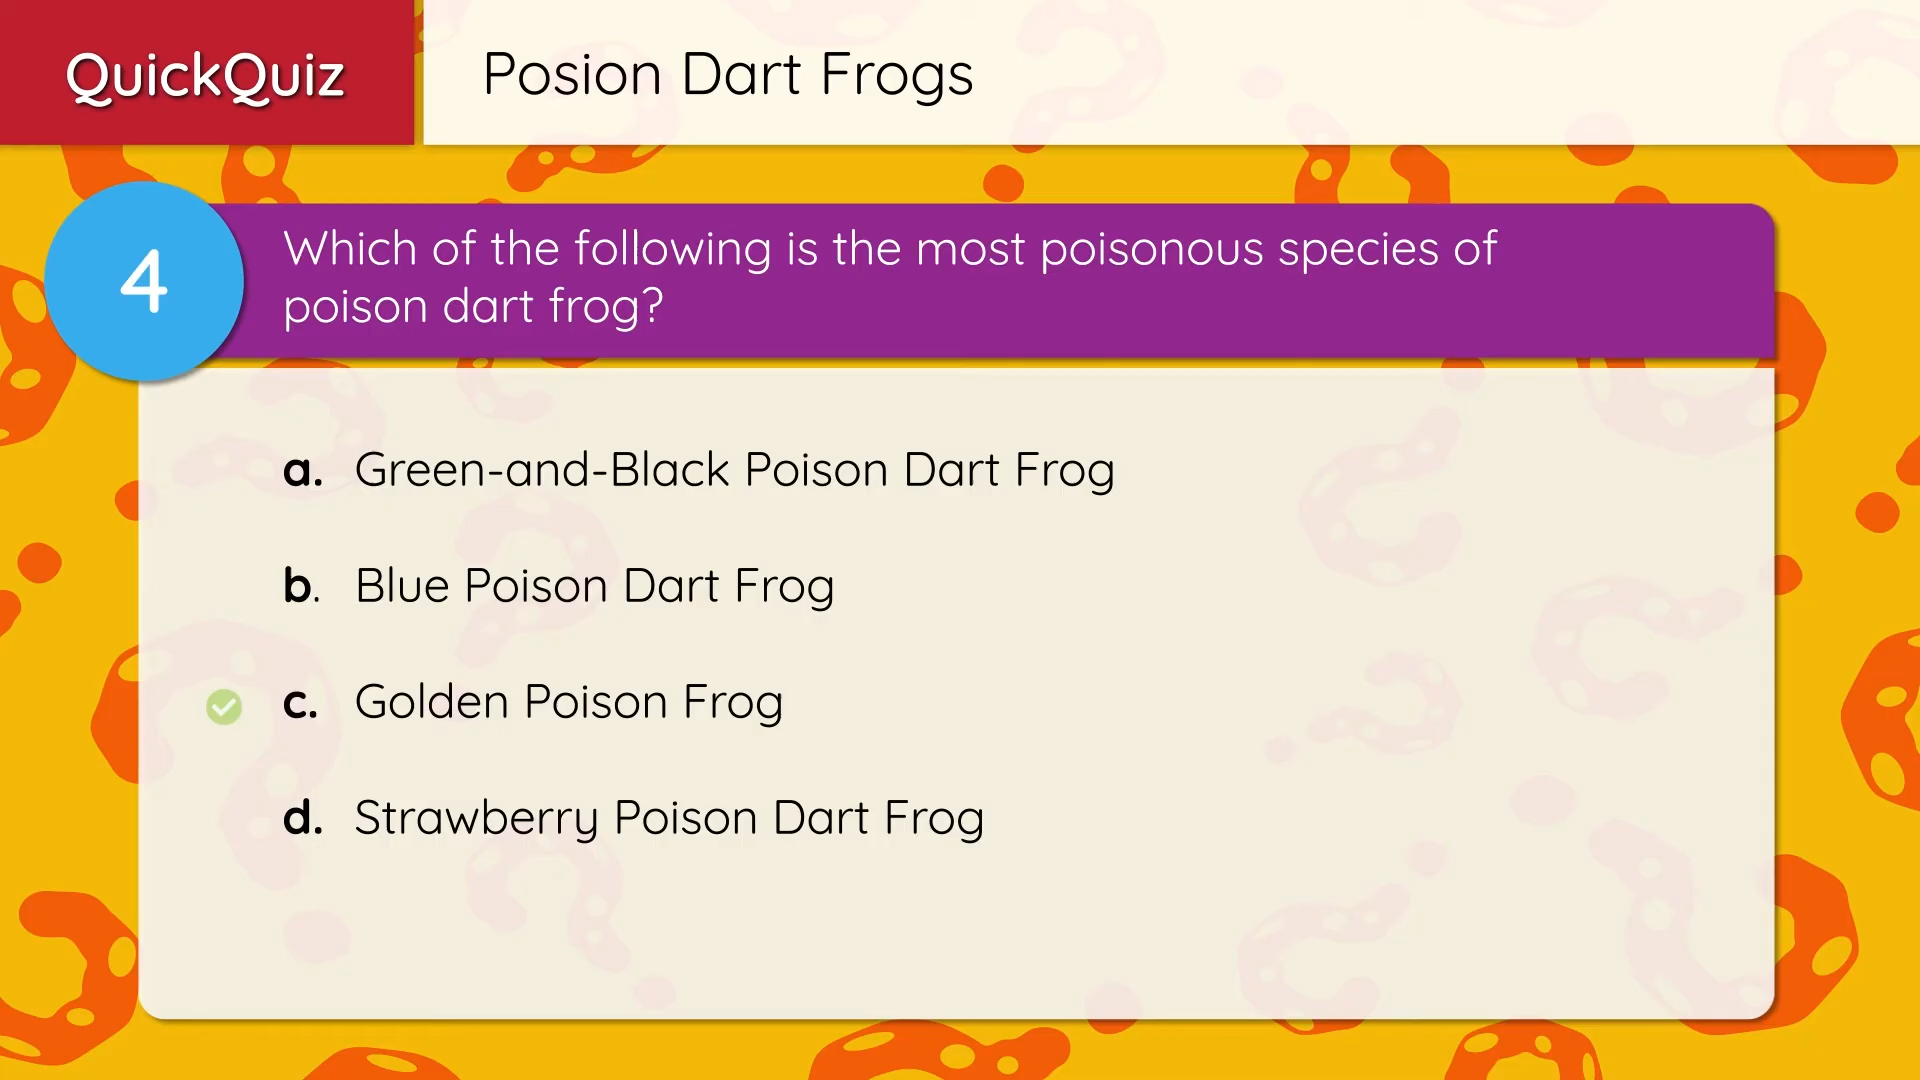 QuickQuiz
Posion Dart Frogs
4
Which of the following is the most poisonous species of
poison dart frog?
a. Green-and-Black Poison Dart Frog
b. Blue Poison Dart Frog
c. Golden Poison Frog
d. Strawberry Poison Dart Frog